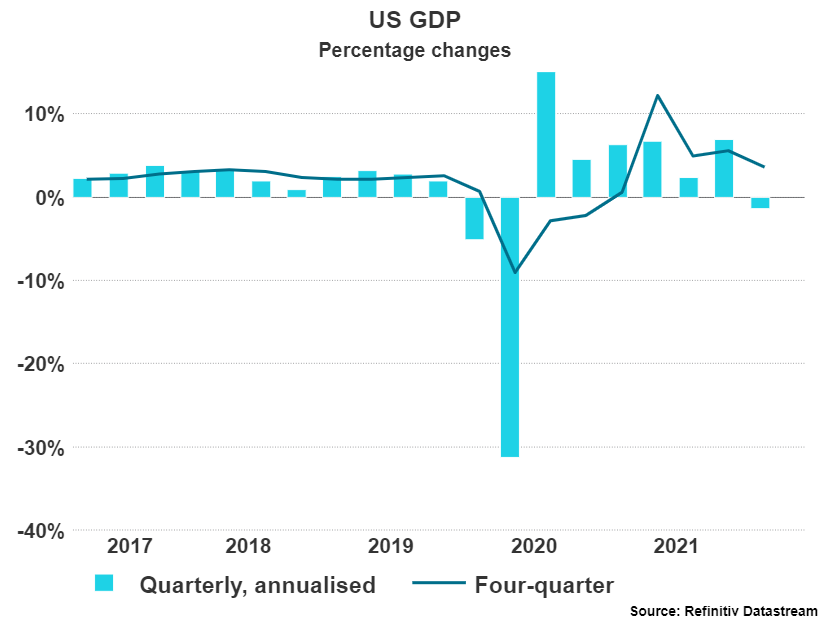 US GDP
Percentage changes
10%
0%
-10%
-20%
-30%
-40%
2017 2018 2019 2020 2021
Quarterly, annualised Four-quarter
Source: Refinitiv Datastream